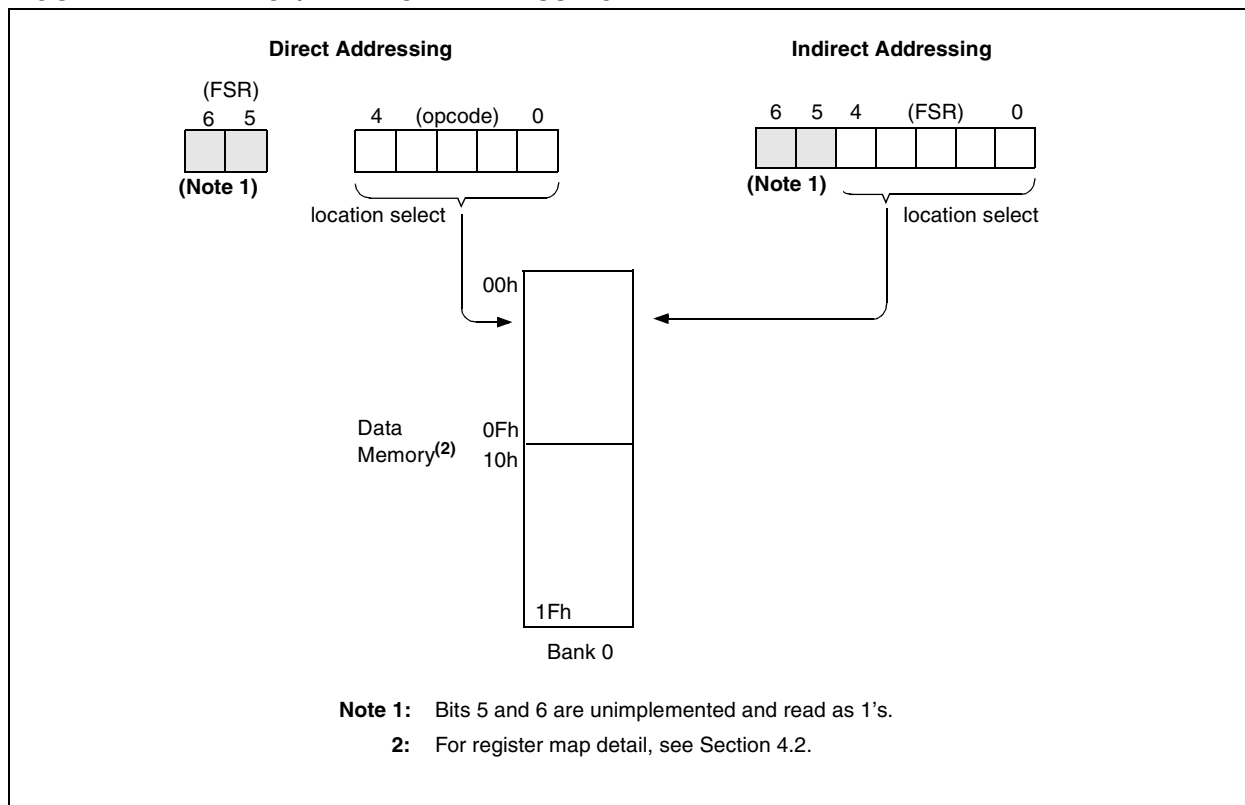 Direct Addressing
Indirect Addressing
(FSR)
6 5
4 (opcode) 0
6 5 4 (FSR) 0
(Note 1)
(Note 1)
location select
location select
00h
Data
Memory(2)
0Fh
10h
1Fh
Bank 0
Note 1: Bits 5 and 6 are unimplemented and read as 1's.
2: For register map detail, see Section 4.2.